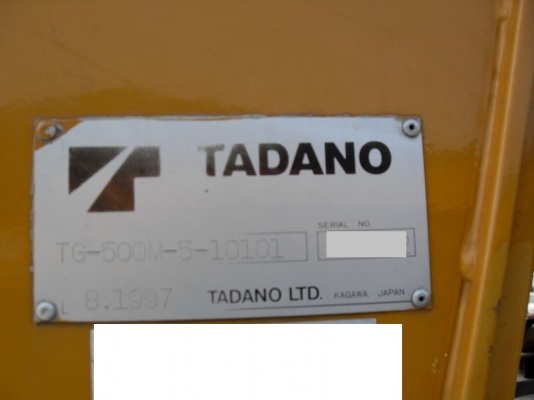 TADANO
SERIAL NO
TG-500M-5-10101
8.1997 TADANO LTD. KAGAWA, JAPAN